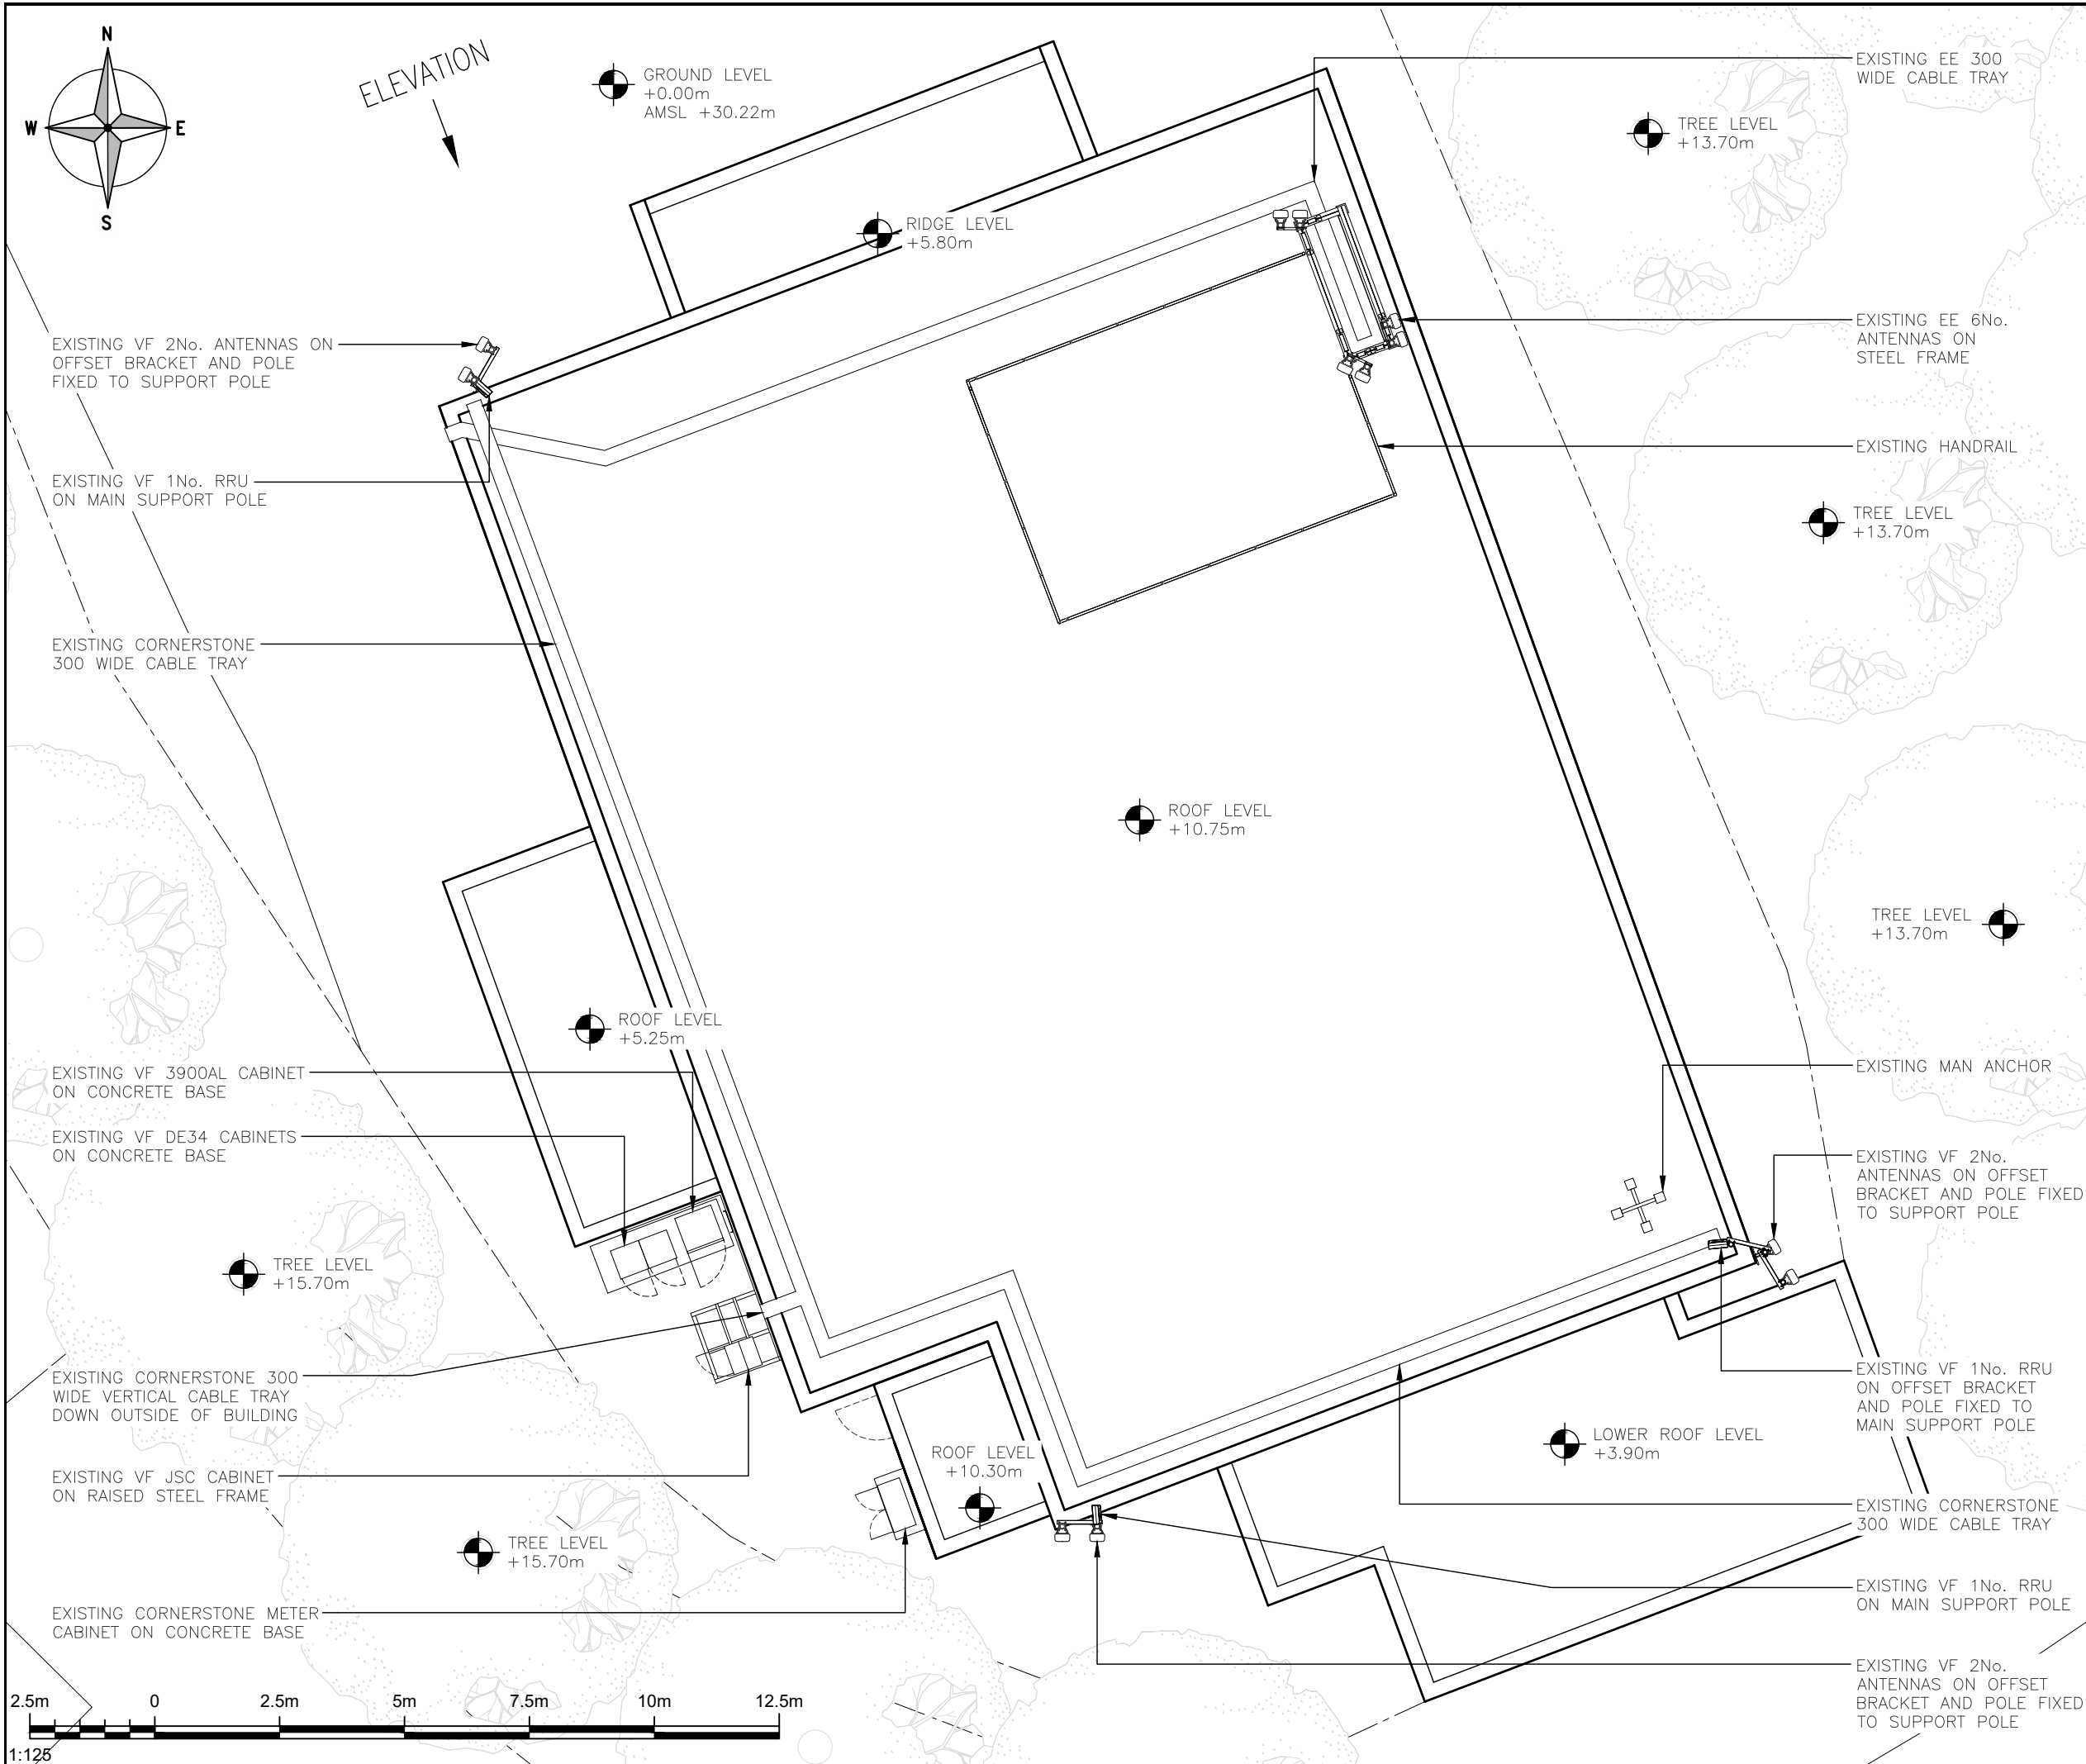 N
W
E
S
ELEVATION
GROUND LEVEL
+0.00m
AMSL +30.22m
RIDGE LEVEL
+5.80m
EXISTING EE 300
WIDE CABLE TRAY
TREE LEVEL
+13.70m
EXISTING VF 2No. ANTENNAS ON
OFFSET BRACKET AND POLE
FIXED TO SUPPORT POLE
EXISTING EE 6No.
ANTENNAS ON
STEEL FRAME
EXISTING HANDRAIL
EXISTING VF 1No. RRU
ON MAIN SUPPORT POLE
TREE LEVEL
+13.70m
EXISTING CORNERSTONE
300 WIDE CABLE TRAY
ROOF LEVEL
+10.75m
TREE LEVEL
+13.70m
ROOF LEVEL
+5.25m
EXISTING VF 3900AL CABINET
ON CONCRETE BASE
EXISTING MAN ANCHOR
EXISTING VF DE34 CABINETS
ON CONCRETE BASE
EXISTING VF 2No.
ANTENNAS ON OFFSET
BRACKET AND POLE FIXED
TO SUPPORT POLE
TREE LEVEL
+15.70m
EXISTING CORNERSTONE 300
WIDE VERTICAL CABLE TRAY
DOWN OUTSIDE OF BUILDING
EXISTING VF 1No. RRU
ON OFFSET BRACKET
AND POLE FIXED TO
MAIN SUPPORT POLE
ROOF LEVEL
+10.30m
LOWER ROOF LEVEL
+3.90m
EXISTING VF JSC CABINET
ON RAISED STEEL FRAME
EXISTING CORNERSTONE
300 WIDE CABLE TRAY
TREE LEVEL
+15.70m
EXISTING VF 1No. RRU
ON MAIN SUPPORT POLE
EXISTING CORNERSTONE METER
CABINET ON CONCRETE BASE
EXISTING VF 2No.
ANTENNAS ON OFFSET
BRACKET AND POLE FIXED
TO SUPPORT POLE
2.5m 0 2.5m 5m 7.5m 10m 12.5m
1:125